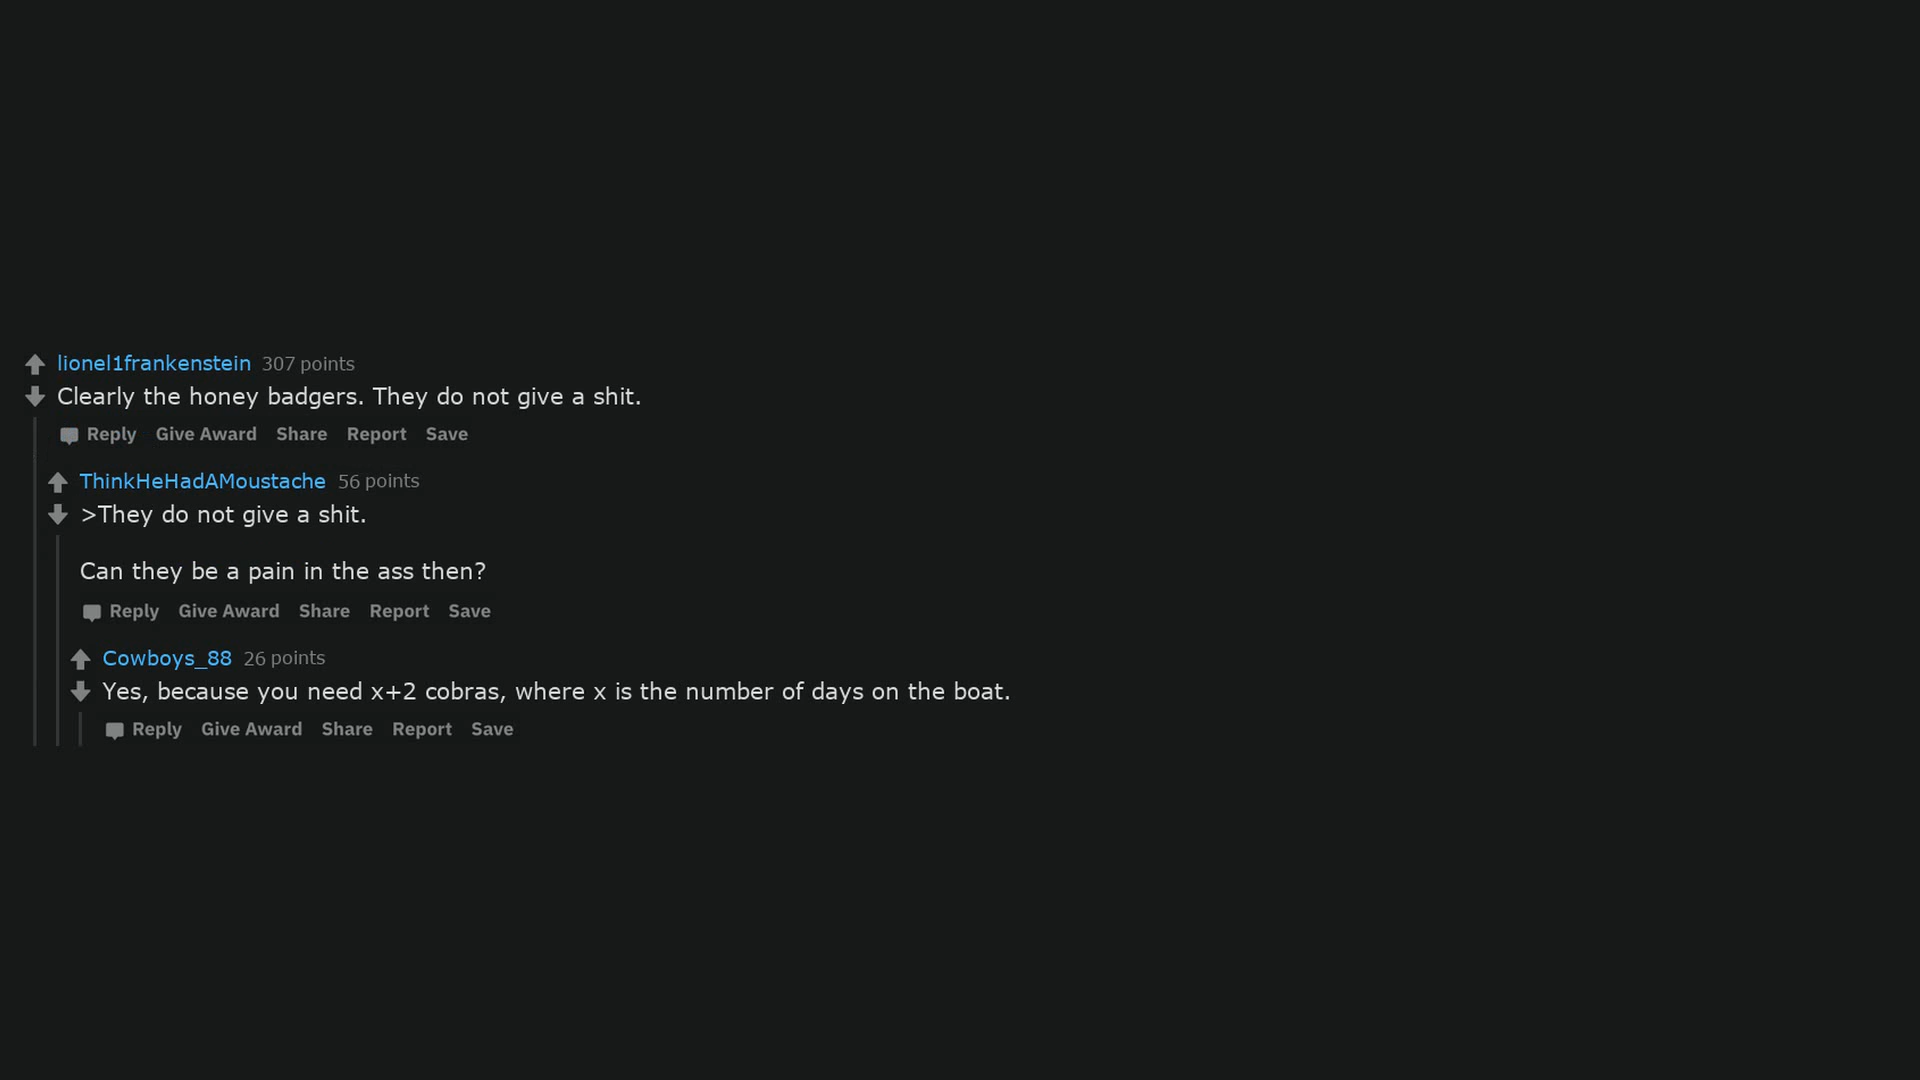 lionel1frankenstein 307 points
Clearly the honey badgers. They do not give a shit.
Reply Give Award Share Report Save
ThinkHeHadAMoustache 56 points
>They do not give a shit.
Can they be a pain in the ass then?
Reply Give Award Share Report Save
Cowboys_88 26 points
Yes, because you need x+2 cobras, where x is the number of days on the boat.
Reply Give Award Share Report Save